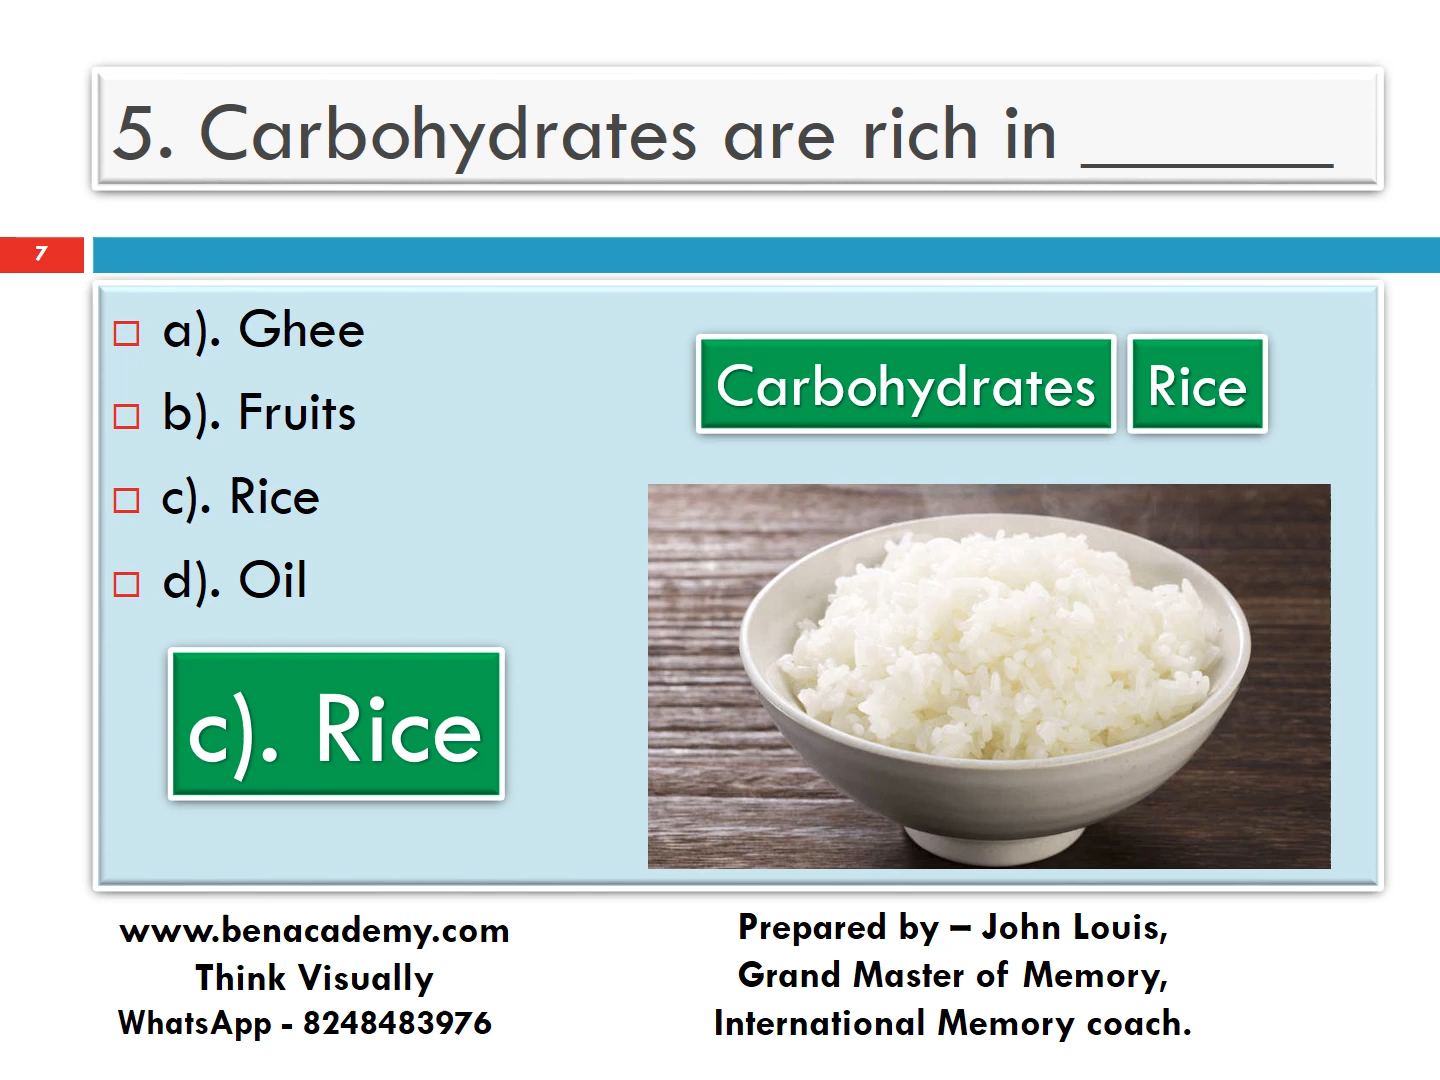 5. Carbohydrates are rich in _______
7
a). Ghee
b). Fruits
c). Rice
d). Oil
Carbohydrates Rice
c). Rice
www.benacademy.com
Think Visually
WhatsApp - 8248483976
Prepared by – John Louis,
Grand Master of Memory,
International Memory coach.